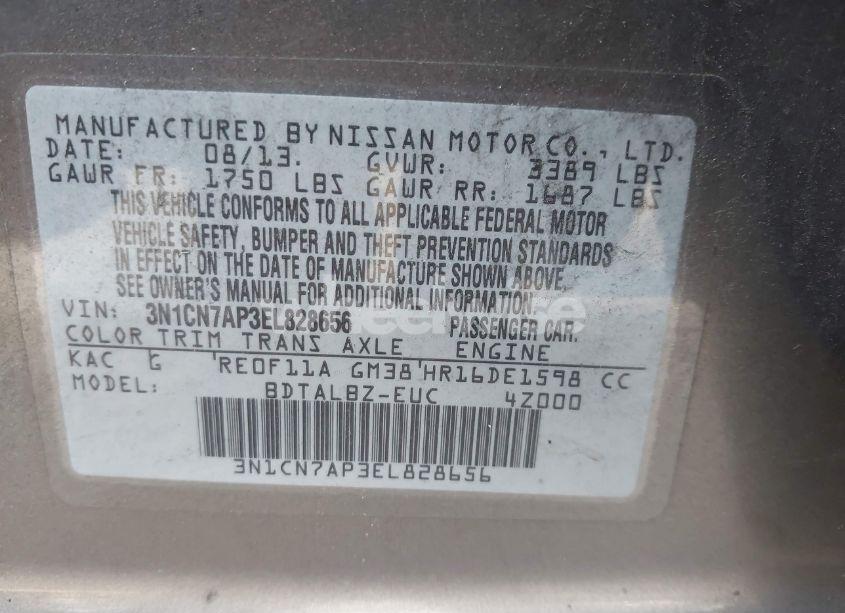 MANUFACTURED BY NISSAN MOTOR CO., LTD.
DATE: 08/13. GVWR: 3389 LBS
GAWR FR: 1750 LBS GAWR RR: 1687 LBS
THIS VEHICLE CONFORMS TO ALL APPLICABLE FEDERAL MOTOR
VEHICLE SAFETY, BUMPER AND THEFT PREVENTION STANDARDS
IN EFFECT ON THE DATE OF MANUFACTURE SHOWN ABOVE.
SEE OWNER'S MANUAL FOR ADDITIONAL INFORMATION.
VIN: 3N1CN7AP3EL828656 PASSENGER CAR.
COLOR TRIM TRANS AXLE ENGINE
KAC G RE0F11A GM38 HR16DE1598 CC
MODEL: BDTALBZ-EUC 4Z000
3N1CN7AP3EL828656